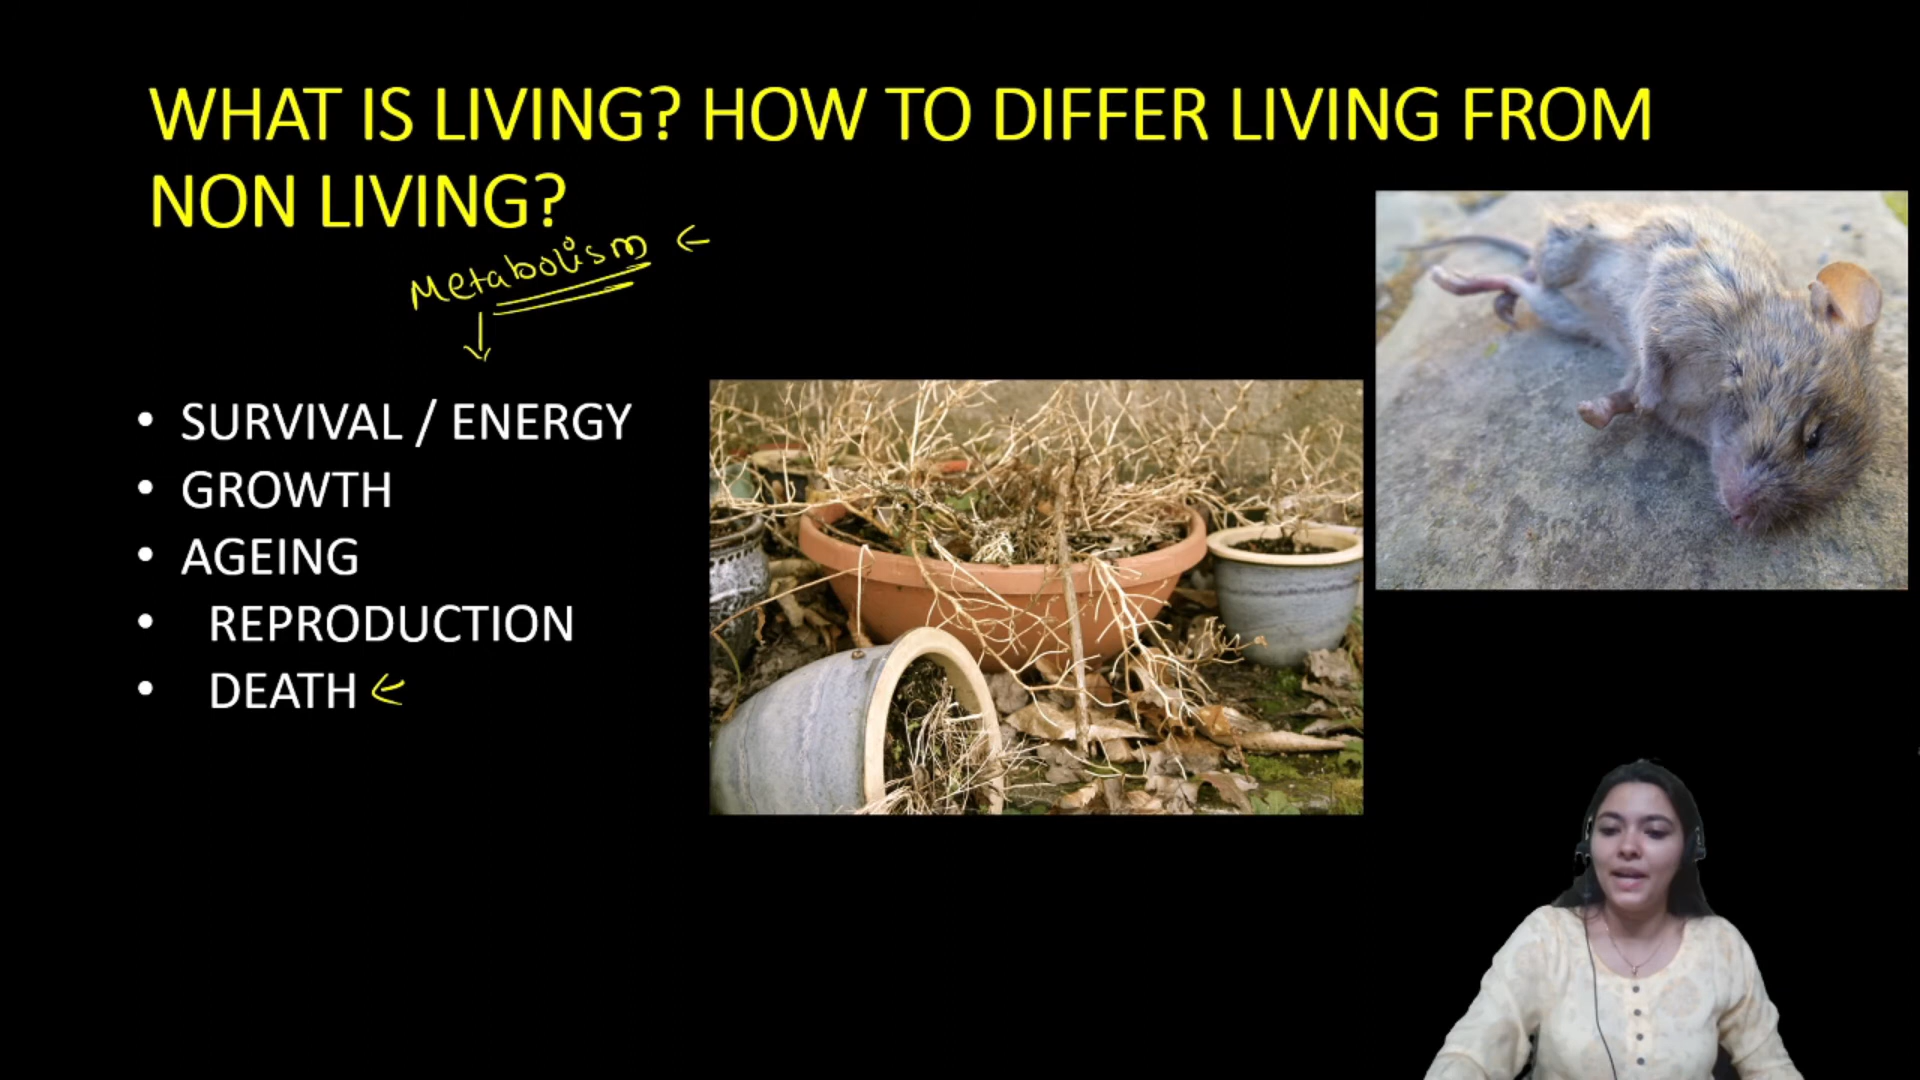 WHAT IS LIVING? HOW TO DIFFER LIVING FROM
NON LIVING?
Metabolism
• SURVIVAL / ENERGY
• GROWTH
• AGEING
• REPRODUCTION
• DEATH